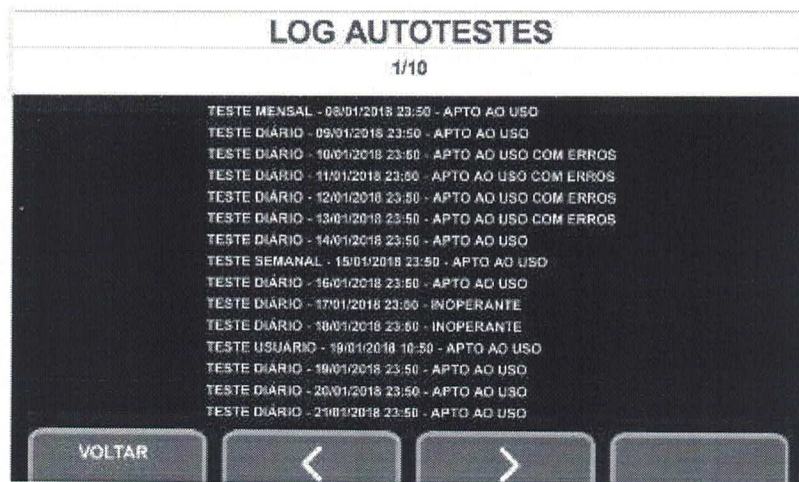 LOG AUTOTESTES
1/10
TESTE MENSAL - 08/01/2018 23:50 - APTO AO USO
TESTE DIÁRIO - 09/01/2018 23:50 - APTO AO USO
TESTE DIÁRIO - 10/01/2018 23:50 - APTO AO USO COM ERROS
TESTE DIÁRIO - 11/01/2018 23:50 - APTO AO USO COM ERROS
TESTE DIÁRIO - 12/01/2018 23:50 - APTO AO USO COM ERROS
TESTE DIÁRIO - 13/01/2018 23:50 - APTO AO USO COM ERROS
TESTE DIÁRIO - 14/01/2018 23:50 - APTO AO USO
TESTE SEMANAL - 15/01/2018 23:50 - APTO AO USO
TESTE DIÁRIO - 16/01/2018 23:50 - APTO AO USO
TESTE DIÁRIO - 17/01/2018 23:50 - INOPERANTE
TESTE DIÁRIO - 18/01/2018 23:50 - INOPERANTE
TESTE USUÁRIO - 19/01/2018 10:50 - APTO AO USO
TESTE DIÁRIO - 19/01/2018 23:50 - APTO AO USO
TESTE DIÁRIO - 20/01/2018 23:50 - APTO AO USO
TESTE DIÁRIO - 21/01/2018 23:50 - APTO AO USO
VOLTAR < >